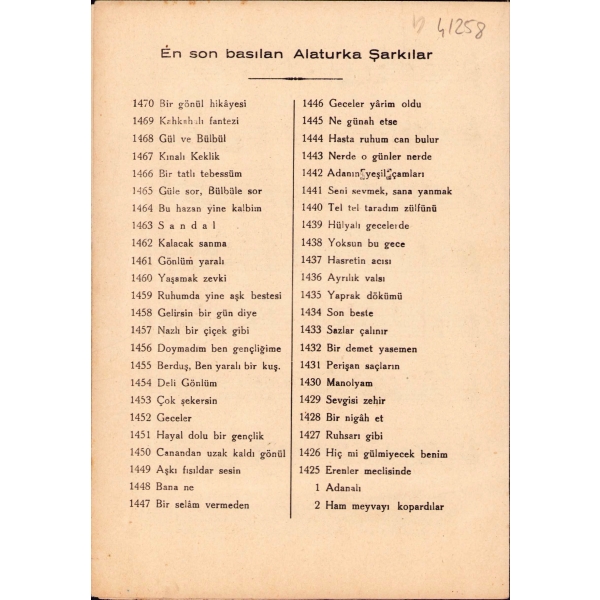 41258
Én son basılan Alaturka Şarkılar
1470 Bir gönül hikâyesi
1469 Kahkahalı fantezi
1468 Gül ve Bülbül
1467 Kınalı Keklik
1466 Bir tatlı tebessüm
1465 Güle sor, Bülbüle sor
1464 Bu hazan yine kalbim
1463 S a n d a l
1462 Kalacak sanma
1461 Gönlüm yaralı
1460 Yaşamak zevki
1459 Ruhumda yine aşk bestesi
1458 Gelirsin bir gün diye
1457 Nazlı bir çiçek gibi
1456 Doymadım ben gençliğime
1455 Berduş, Ben yaralı bir kuş.
1454 Deli Gönlüm
1453 Çok şekersin
1452 Geceler
1451 Hayal dolu bir gençlik
1450 Canandan uzak kaldı gönül
1449 Aşkı fısıldar sesin
1448 Bana ne
1447 Bir selâm vermeden
1446 Geceler yârim oldu
1445 Ne günah etse
1444 Hasta ruhum can bulur
1443 Nerde o günler nerde
1442 Adanın yeşil çamları
1441 Seni sevmek, sana yanmak
1440 Tel tel taradım zülfünü
1439 Hülyalı gecelerde
1438 Yoksun bu gece
1437 Hasretin acısı
1436 Ayrılık valsı
1435 Yaprak dökümü
1434 Son beste
1433 Sazlar çalınır
1432 Bir demet yasemen
1431 Perişan saçların
1430 Manolyam
1429 Sevgisi zehir
1428 Bir nigâh et
1427 Ruhsarı gibi
1426 Hiç mi gülmiyecek benim
1425 Erenler meclisinde
1 Adanalı
2 Ham meyvayı kopardılar